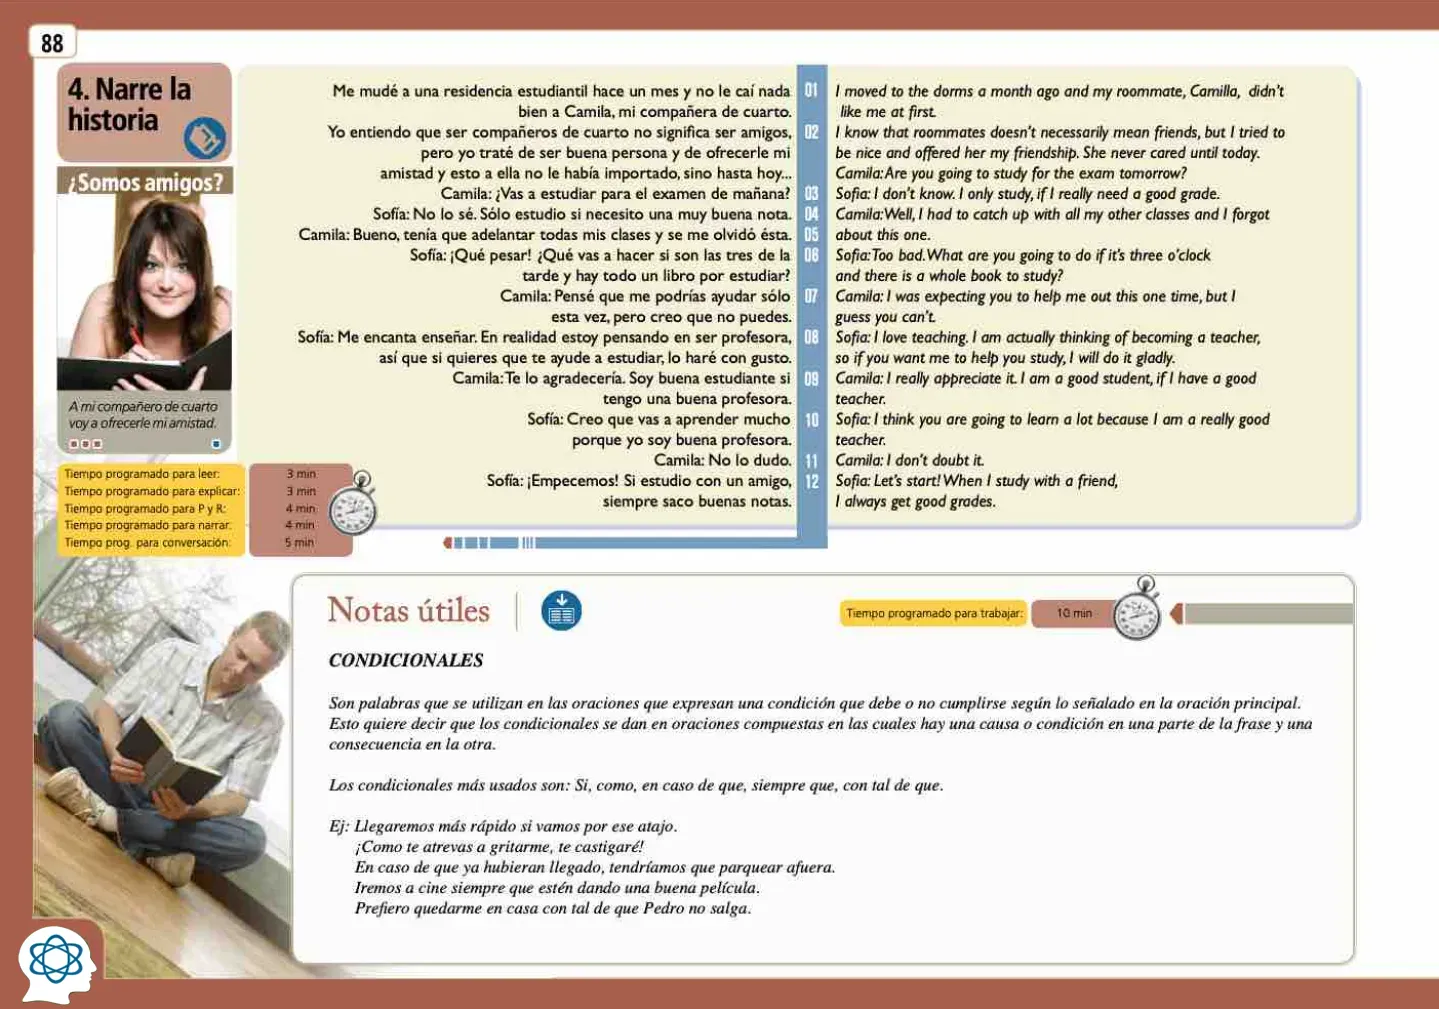 88
4. Narre la
historia
¿Somos amigos?
A mi compañero de cuarto
voy a ofrecerle mi amistad.
Tiempo programado para leer: 3 min
Tiempo programado para explicar: 3 min
Tiempo programado para P y R: 4 min
Tiempo programado para narrar: 4 min
Tiempo prog. para conversación: 5 min
Me mudé a una residencia estudiantil hace un mes y no le caí nada
bien a Camila, mi compañera de cuarto.
Yo entiendo que ser compañeros de cuarto no significa ser amigos,
pero yo traté de ser buena persona y de ofrecerle mi
amistad y esto a ella no le había importado, sino hasta hoy...
Camila: ¿Vas a estudiar para el examen de mañana?
Sofía: No lo sé. Sólo estudio si necesito una muy buena nota.
Camila: Bueno, tenía que adelantar todas mis clases y se me olvidó ésta.
Sofía: ¡Qué pesar! ¿Qué vas a hacer si son las tres de la
tarde y hay todo un libro por estudiar?
Camila: Pensé que me podrías ayudar sólo
esta vez, pero creo que no puedes.
Sofía: Me encanta enseñar. En realidad estoy pensando en ser profesora,
así que si quieres que te ayude a estudiar, lo haré con gusto.
Camila: Te lo agradecería. Soy buena estudiante si
tengo una buena profesora.
Sofía: Creo que vas a aprender mucho
porque yo soy buena profesora.
Camila: No lo dudo.
Sofía: ¡Empecemos! Si estudio con un amigo,
siempre saco buenas notas.
01
02
03
04
05
06
07
08
09
10
11
12
I moved to the dorms a month ago and my roommate, Camilla, didn't
like me at first.
I know that roommates doesn't necessarily mean friends, but I tried to
be nice and offered her my friendship. She never cared until today.
Camila: Are you going to study for the exam tomorrow?
Sofia: I don't know. I only study, if I really need a good grade.
Camila: Well, I had to catch up with all my other classes and I forgot
about this one.
Sofia: Too bad. What are you going to do if it's three o'clock
and there is a whole book to study?
Camila: I was expecting you to help me out this one time, but I
guess you can't.
Sofia: I love teaching. I am actually thinking of becoming a teacher,
so if you want me to help you study, I will do it gladly.
Camila: I really appreciate it. I am a good student, if I have a good
teacher.
Sofia: I think you are going to learn a lot because I am a really good
teacher.
Camila: I don't doubt it.
Sofia: Let's start! When I study with a friend,
I always get good grades.
Notas útiles
Tiempo programado para trabajar: 10 min
CONDICIONALES
Son palabras que se utilizan en las oraciones que expresan una condición que debe o no cumplirse según lo señalado en la oración principal.
Esto quiere decir que los condicionales se dan en oraciones compuestas en las cuales hay una causa o condición en una parte de la frase y una
consecuencia en la otra.
Los condicionales más usados son: Si, como, en caso de que, siempre que, con tal de que.
Ej: Llegaremos más rápido si vamos por ese atajo.
¡Como te atrevas a gritarme, te castigaré!
En caso de que ya hubieran llegado, tendríamos que parquear afuera.
Iremos a cine siempre que estén dando una buena película.
Prefiero quedarme en casa con tal de que Pedro no salga.